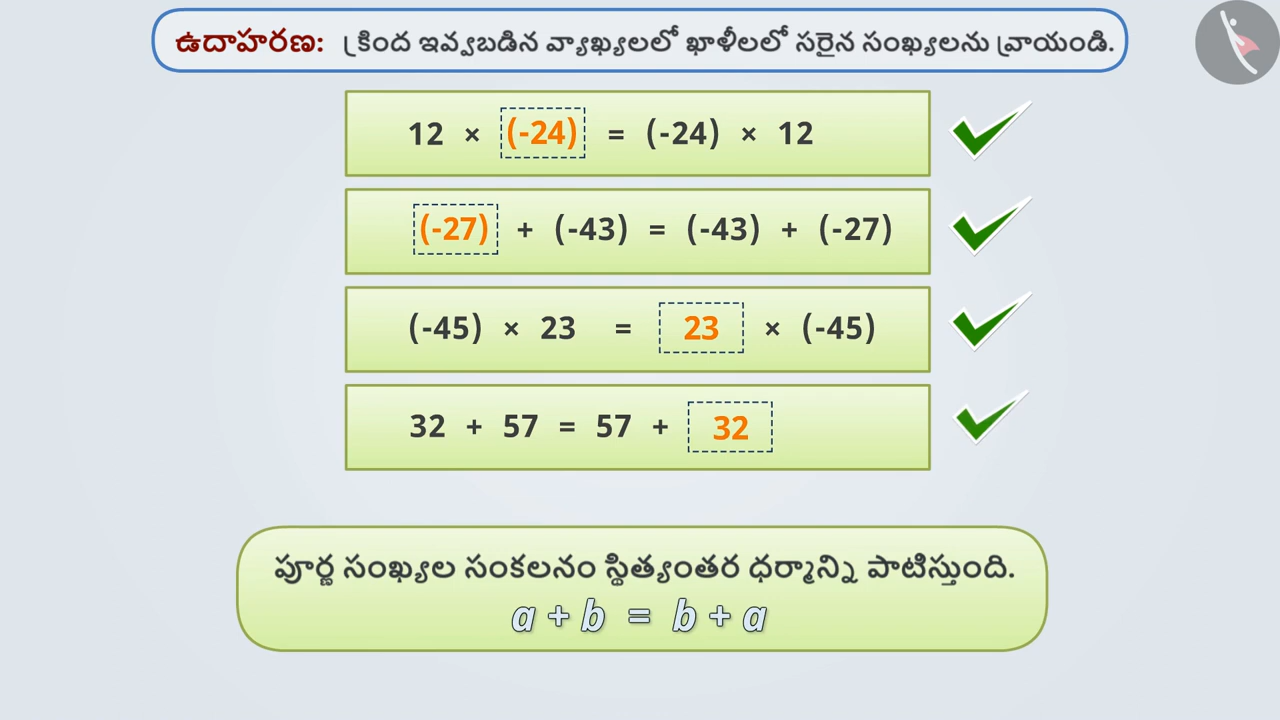 ఉదాహరణ: క్రింద ఇవ్వబడిన వ్యాఖ్యలలో ఖాళీలలో సరైన సంఖ్యలను వ్రాయండి.
12 × (-24) = (-24) × 12
(-27) + (-43) = (-43) + (-27)
(-45) × 23 = 23 × (-45)
32 + 57 = 57 + 32
పూర్ణ సంఖ్యల సంకలనం స్థిత్యంతర ధర్మాన్ని పాటిస్తుంది.
a + b = b + a